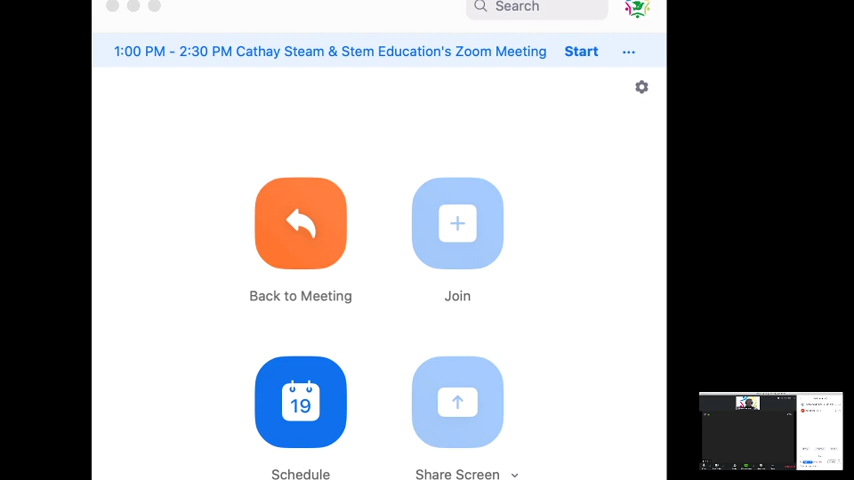 Search
1:00 PM - 2:30 PM Cathay Steam & Stem Education's Zoom Meeting Start ...
Back to Meeting Join
19
Schedule Share Screen